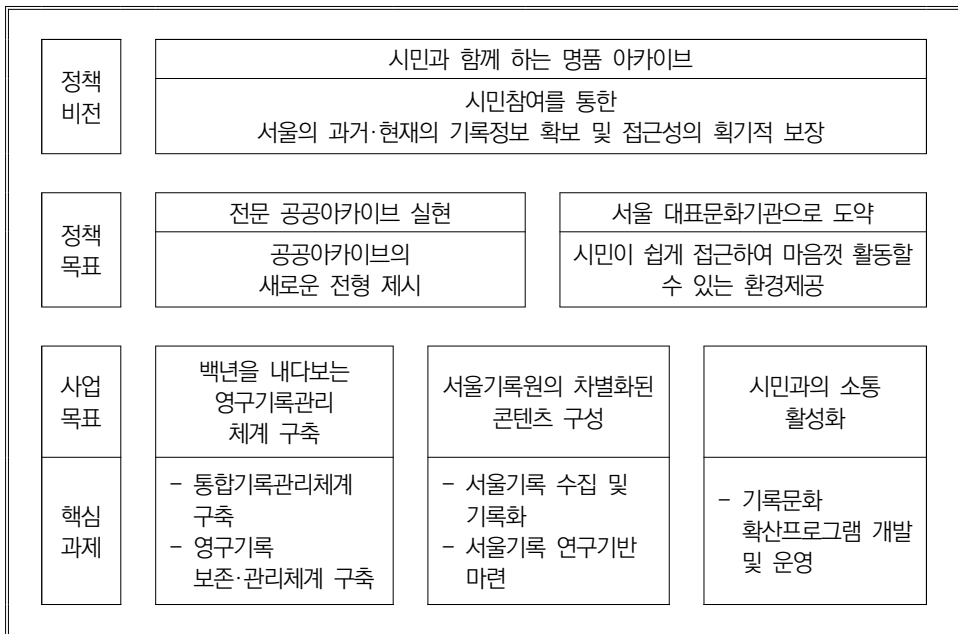 정책
비전
시민과 함께 하는 명품 아카이브
시민참여를 통한
서울의 과거·현재의 기록정보 확보 및 접근성의 획기적 보장
정책
목표
전문 공공아카이브 실현
공공아카이브의
새로운 전형 제시
서울 대표문화기관으로 도약
시민이 쉽게 접근하여 마음껏 활동할
수 있는 환경제공
사업
목표
백년을 내다보는
영구기록관리
체계 구축
서울기록원의 차별화된
콘텐츠 구성
시민과의 소통
활성화
핵심
과제
- 통합기록관리체계
구축
- 영구기록
보존·관리체계 구축
- 서울기록 수집 및
기록화
- 서울기록 연구기반
마련
- 기록문화
확산프로그램 개발
및 운영